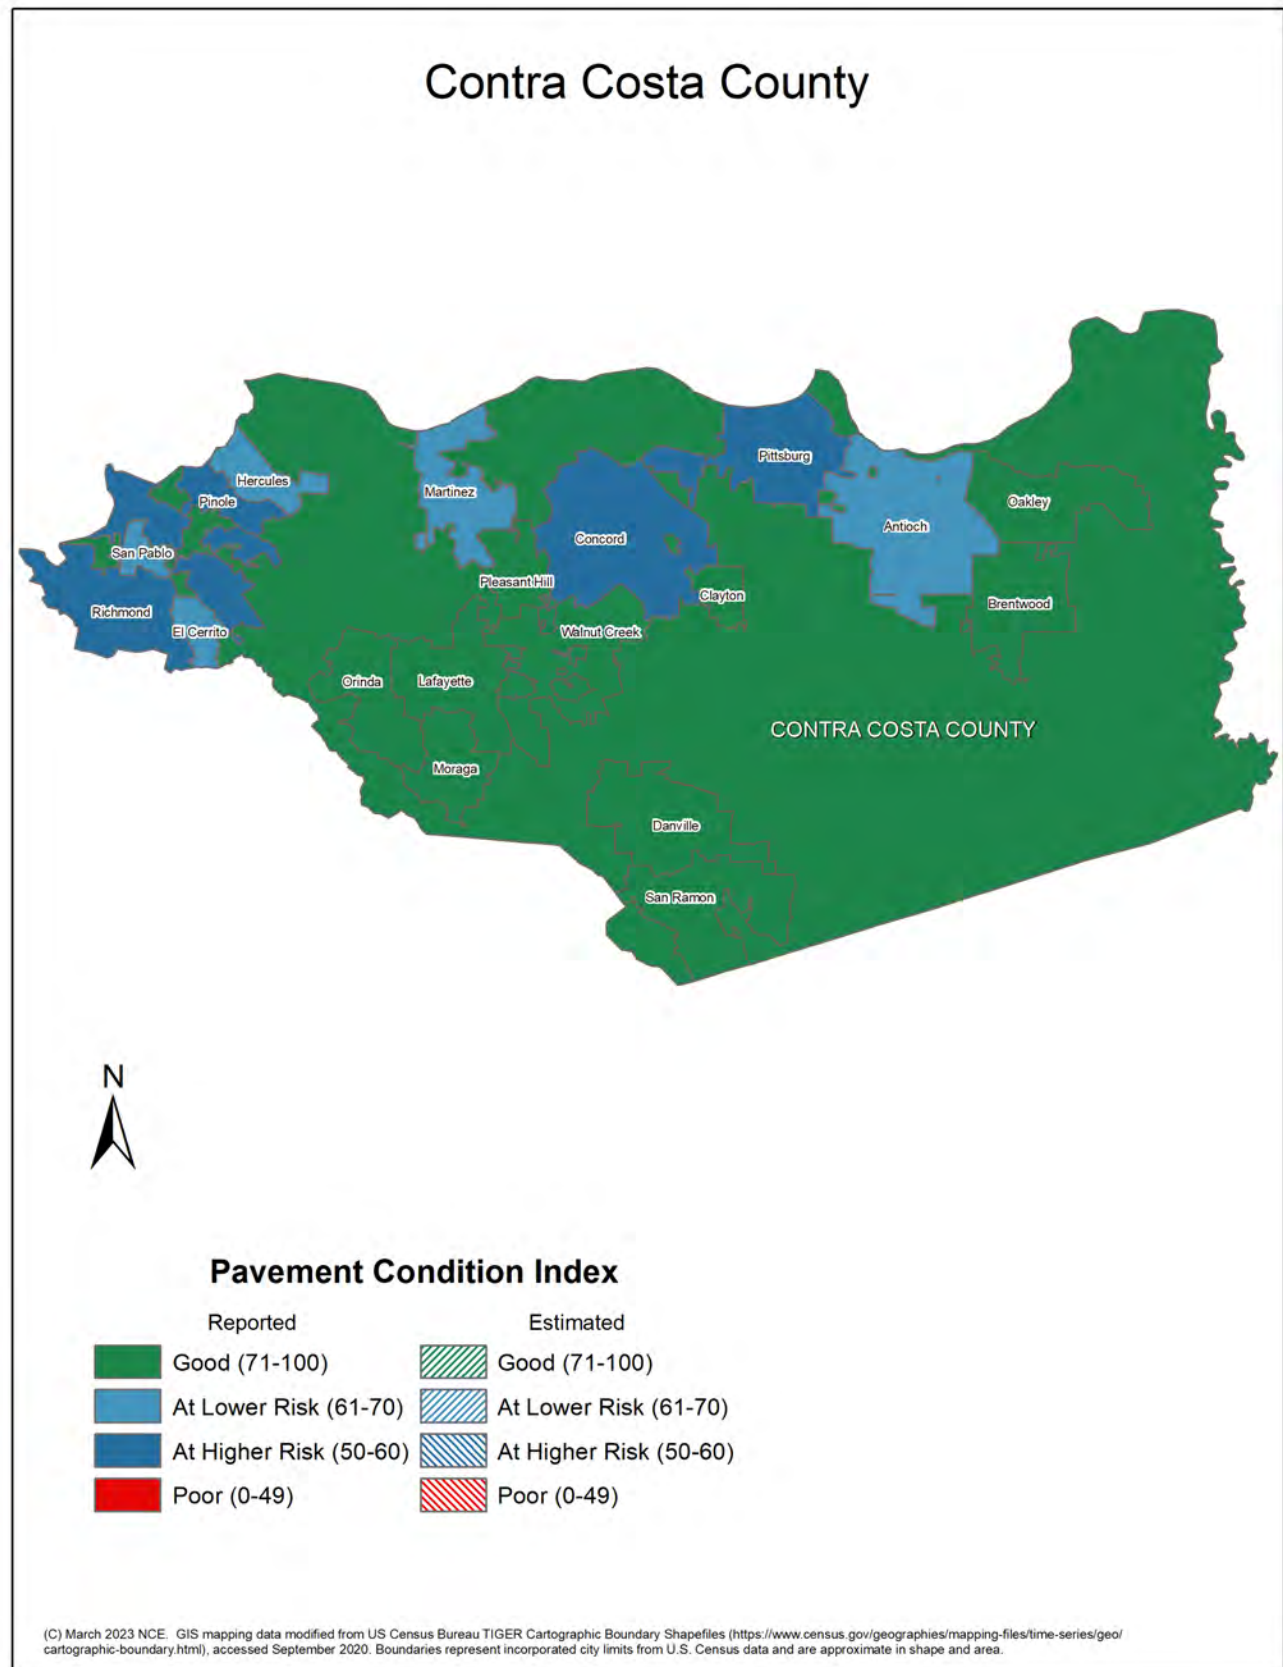 Contra Costa County
Pittsburg
Hercules
Martinez
Pinole
Oakley
Antioch
Concord
San Pablo
Pleasant Hill
Clayton
Brentwood
Richmond
El Cerrito
Walnut Creek
Orinda
Lafayette
CONTRA COSTA COUNTY
Moraga
Danville
San Ramon
N
Pavement Condition Index
Reported
Estimated
Good (71-100)
Good (71-100)
At Lower Risk (61-70)
At Lower Risk (61-70)
At Higher Risk (50-60)
At Higher Risk (50-60)
Poor (0-49)
Poor (0-49)
(C) March 2023 NCE. GIS mapping data modified from US Census Bureau TIGER Cartographic Boundary Shapefiles (https://www.census.gov/geographies/mapping-files/time-series/geo/
cartographic-boundary.html), accessed September 2020. Boundaries represent incorporated city limits from U.S. Census data and are approximate in shape and area.